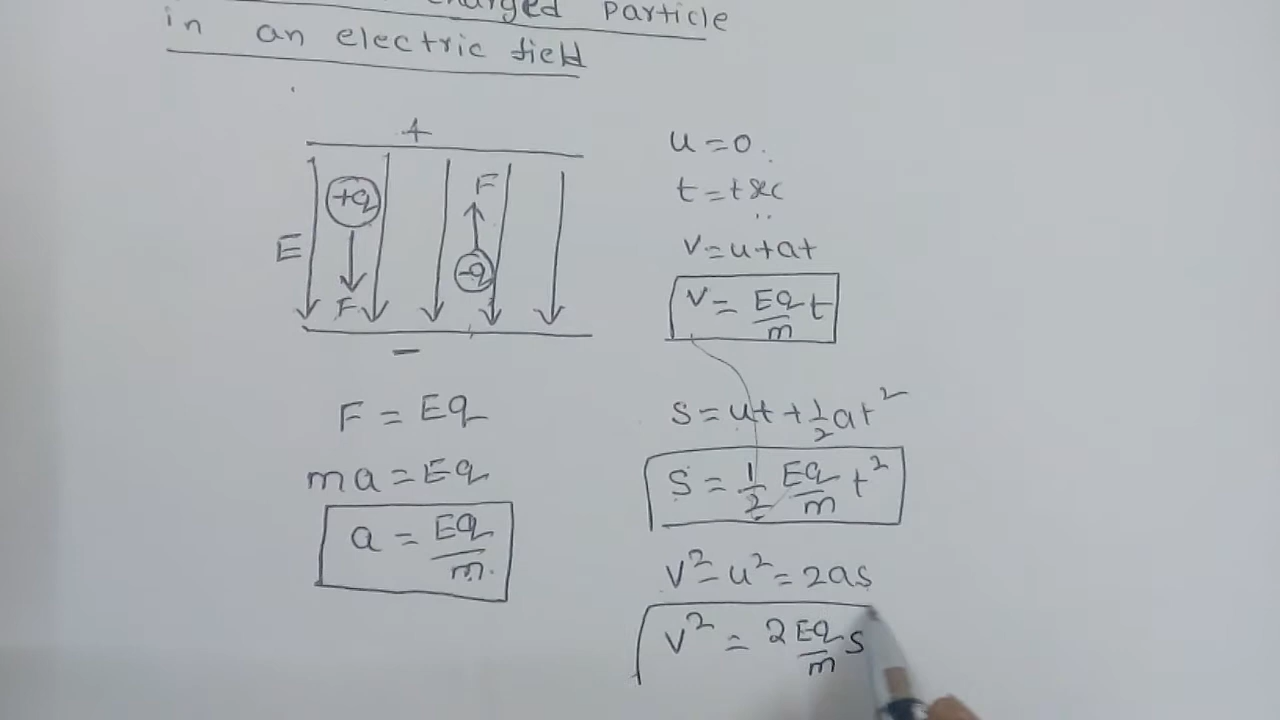 charged particle
in an electric field
+
E
+q
F
F
-q
-
F = Eq
ma = Eq
a = Eq/m
u = 0
t = t sec
v = u + at
v = Eq/m t
s = ut + 1/2 at²
s = 1/2 Eq/m t²
v² - u² = 2as
v² = 2 Eq/m s